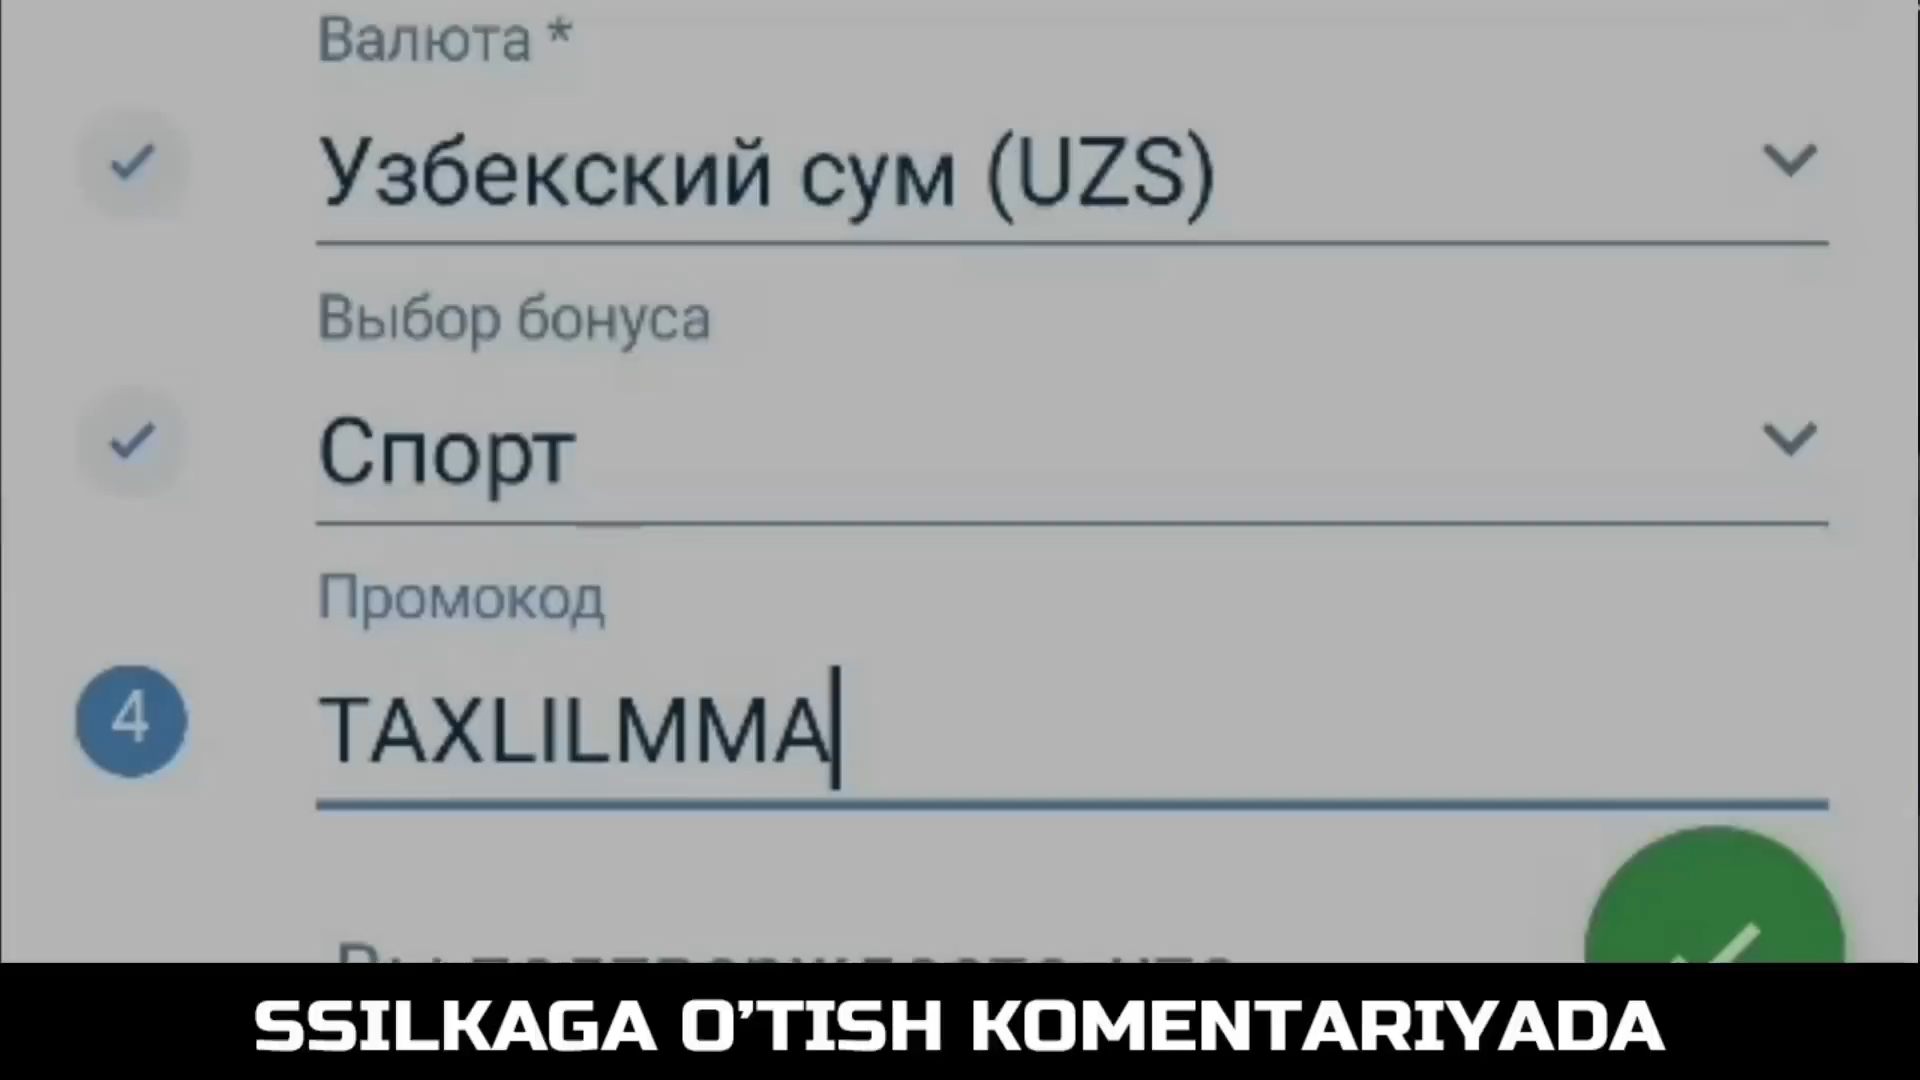 Валюта *
Узбекский сум (UZS)
Выбор бонуса
Спорт
Промокод
4
TAXLILMMA
SSILKAGA O’TISH KOMENTARIYADA